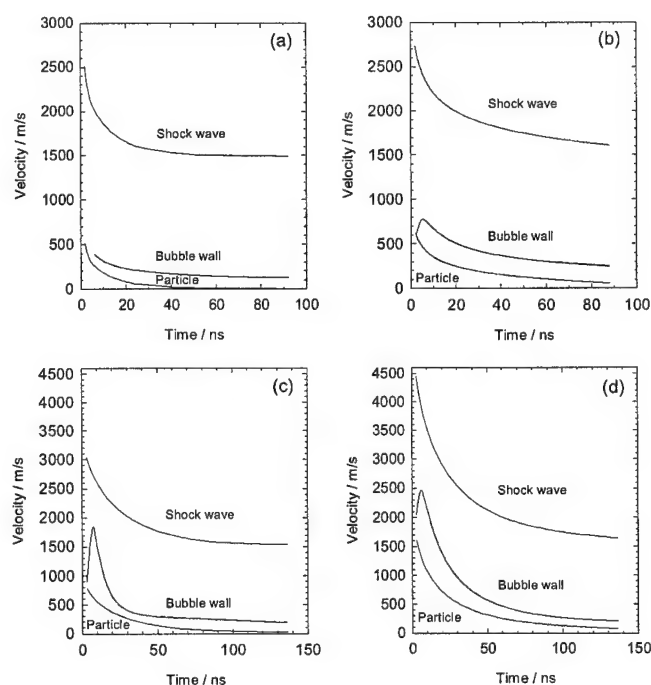 3000
2500
2000
1500
1000
500
0
Velocity / m/s
(a)
Shock wave
Bubble wall
Particle
0 20 40 60 80 100
Time / ns
3000
2500
2000
1500
1000
500
0
Velocity / m/s
(b)
Shock wave
Bubble wall
Particle
0 20 40 60 80 100
Time / ns
4500
4000
3500
3000
2500
2000
1500
1000
500
0
Velocity / m/s
(c)
Shock wave
Bubble wall
Particle
0 50 100 150
Time / ns
4500
4000
3500
3000
2500
2000
1500
1000
500
0
Velocity / m/s
(d)
Shock wave
Bubble wall
Particle
0 50 100 150
Time / ns